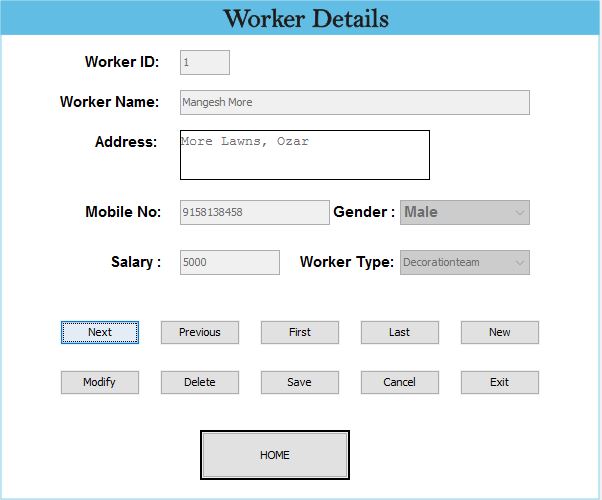 Worker Details
Worker ID: 1
Worker Name: Mangesh More
Address: More Lawns, Ozar
Mobile No: 9158138458 Gender : Male
Salary : 5000 Worker Type: Decorationteam
Next Previous First Last New
Modify Delete Save Cancel Exit
HOME